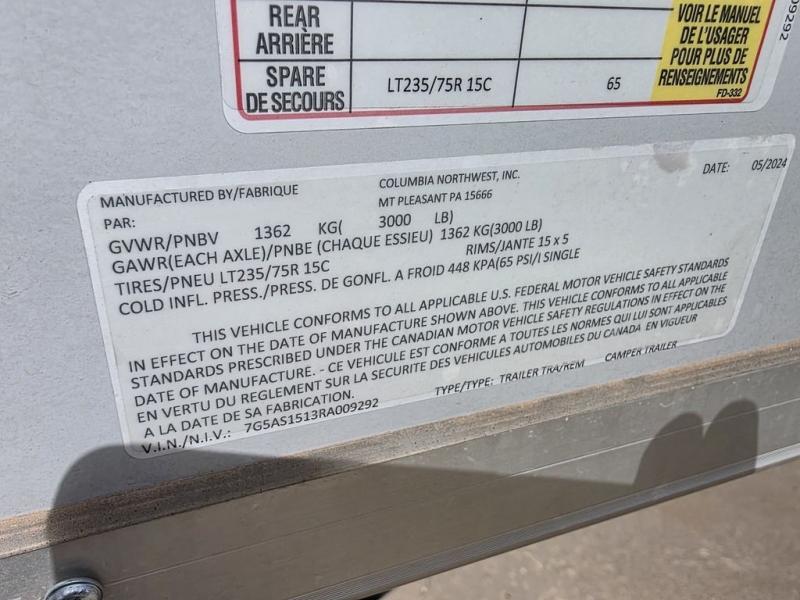 REAR
ARRIÈRE
SPARE
DE SECOURS
LT235/75R 15C
65
VOIR LE MANUEL
DE L'USAGER
POUR PLUS DE
RENSEIGNEMENTS
FD-332
09292
MANUFACTURED BY/FABRIQUE
PAR:
COLUMBIA NORTHWEST, INC.
MT PLEASANT PA 15666
DATE: 05/2024
GVWR/PNBV 1362 KG( 3000 LB)
GAWR(EACH AXLE)/PNBE (CHAQUE ESSIEU) 1362 KG(3000 LB)
TIRES/PNEU LT235/75R 15C RIMS/JANTE 15 x 5
COLD INFL. PRESS./PRESS. DE GONFL. A FROID 448 KPA(65 PSI/I SINGLE
THIS VEHICLE CONFORMS TO ALL APPLICABLE U.S. FEDERAL MOTOR VEHICLE SAFETY STANDARDS
IN EFFECT ON THE DATE OF MANUFACTURE SHOWN ABOVE. THIS VEHICLE CONFORMS TO ALL APPLICABLE
STANDARDS PRESCRIBED UNDER THE CANADIAN MOTOR VEHICLE SAFETY REGULATIONS IN EFFECT ON THE
DATE OF MANUFACTURE. - CE VEHICULE EST CONFORME A TOUTES LES NORMES QUI LUI SONT APPLICABLES
EN VERTU DU REGLEMENT SUR LA SECURITE DES VEHICULES AUTOMOBILES DU CANADA EN VIGUEUR
A LA DATE DE SA FABRICATION.
V.I.N./N.I.V.: 7G5AS1513RA009292 TYPE/TYPE: TRAILER TRA/REM CAMPER TRAILER